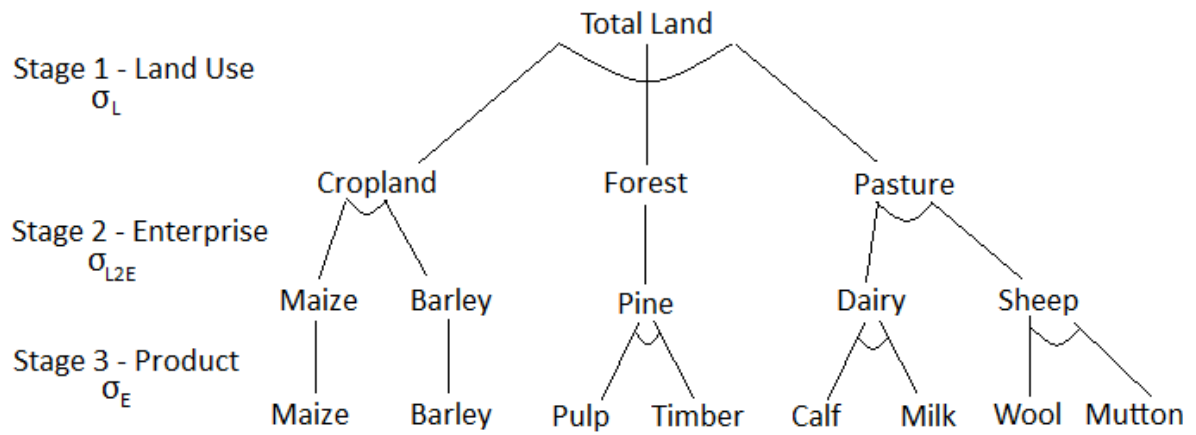 Total Land
Stage 1 - Land Use
σL
Cropland Forest Pasture
Stage 2 - Enterprise
σL2E
Maize Barley Pine Dairy Sheep
Stage 3 - Product
σE
Maize Barley Pulp Timber Calf Milk Wool Mutton